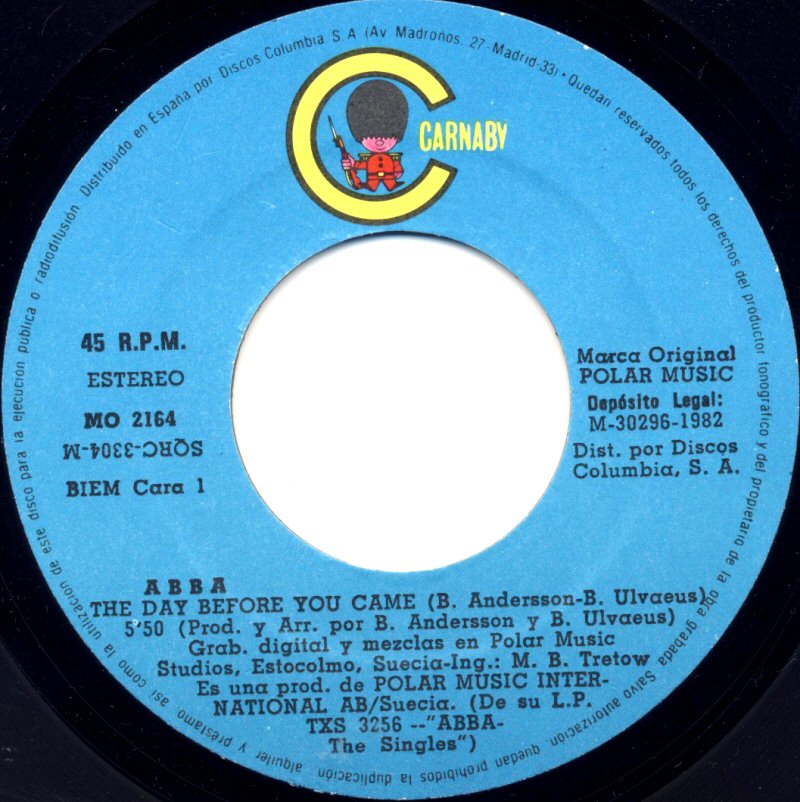 CARNABY
45 R.P.M.
ESTEREO
MO 2164
SQRC-3304-M
BIEM Cara 1
Marca Original
POLAR MUSIC
Depósito Legal:
M-30296-1982
Dist. por Discos
Columbia, S. A.
ABBA
THE DAY BEFORE YOU CAME (B. Andersson-B. Ulvaeus)
5'50 (Prod. y Arr. por B. Andersson y B. Ulvaeus)
Grab. digital y mezclas en Polar Music
Studios, Estocolmo, Suecia-Ing.: M. B. Tretow
Es una prod. de POLAR MUSIC INTER-
NATIONAL AB/Suecia. (De su L.P.
TXS 3256 --"ABBA-
The Singles")
Distribuido en España por Discos Columbia S A (Av Madroños. 27-Madrid-33) • Quedan reservados todos los derechos del productor fonográfico y del propietario de la obra grabada Salvo autorización, quedan prohibidos la duplicación, alquiler y préstamo, así como la utilización de este disco para la ejecución pública o radiodifusión